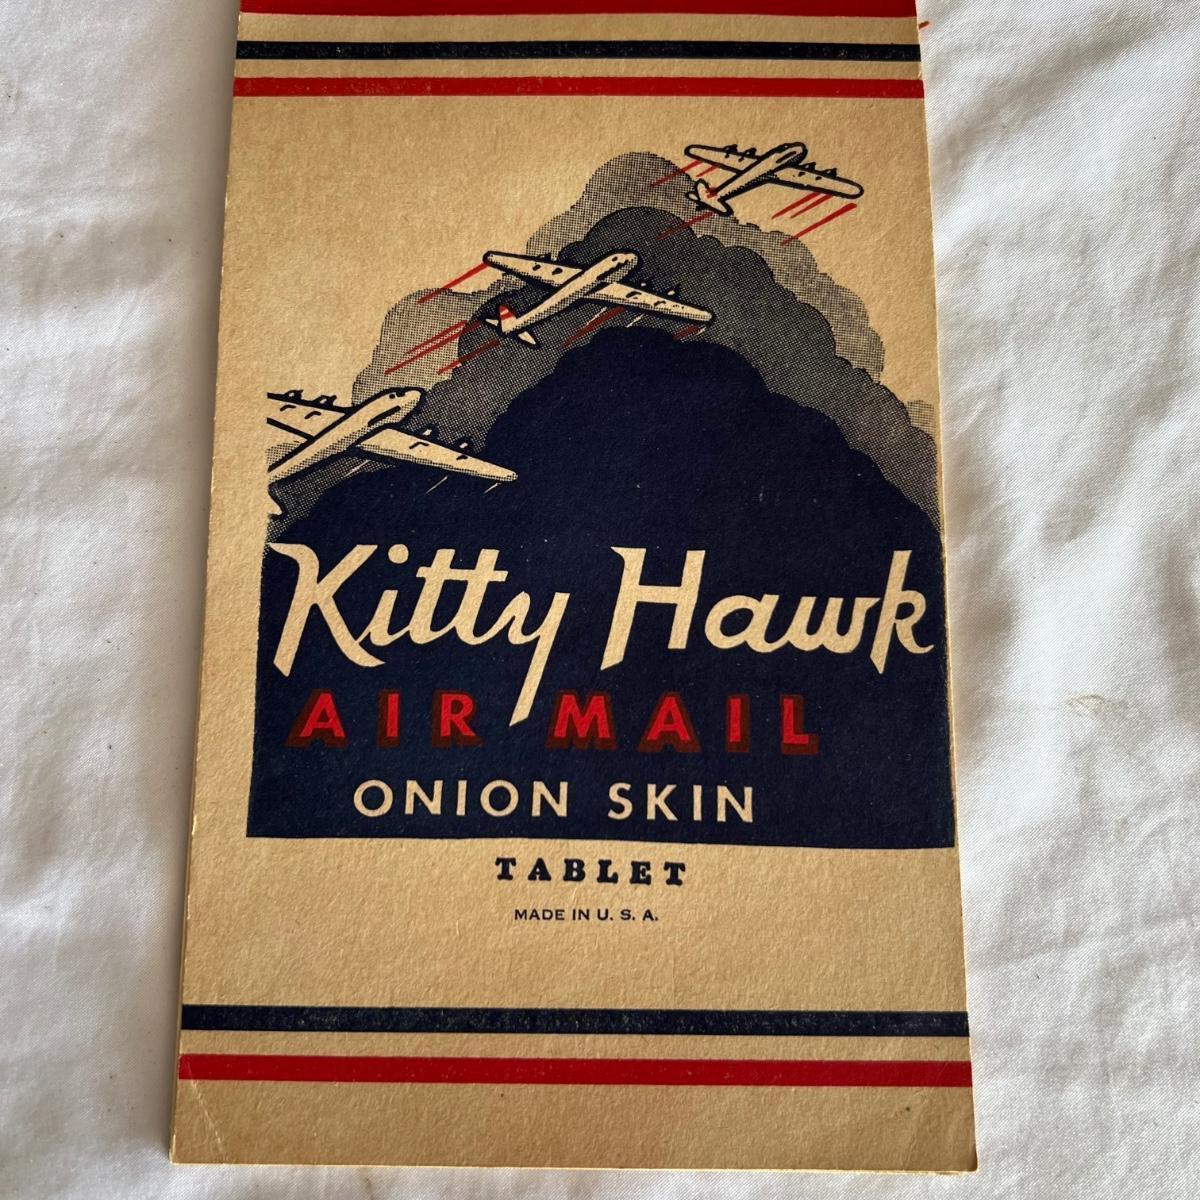 Kitty Hawk
AIR MAIL
ONION SKIN
TABLET
MADE IN U. S. A.